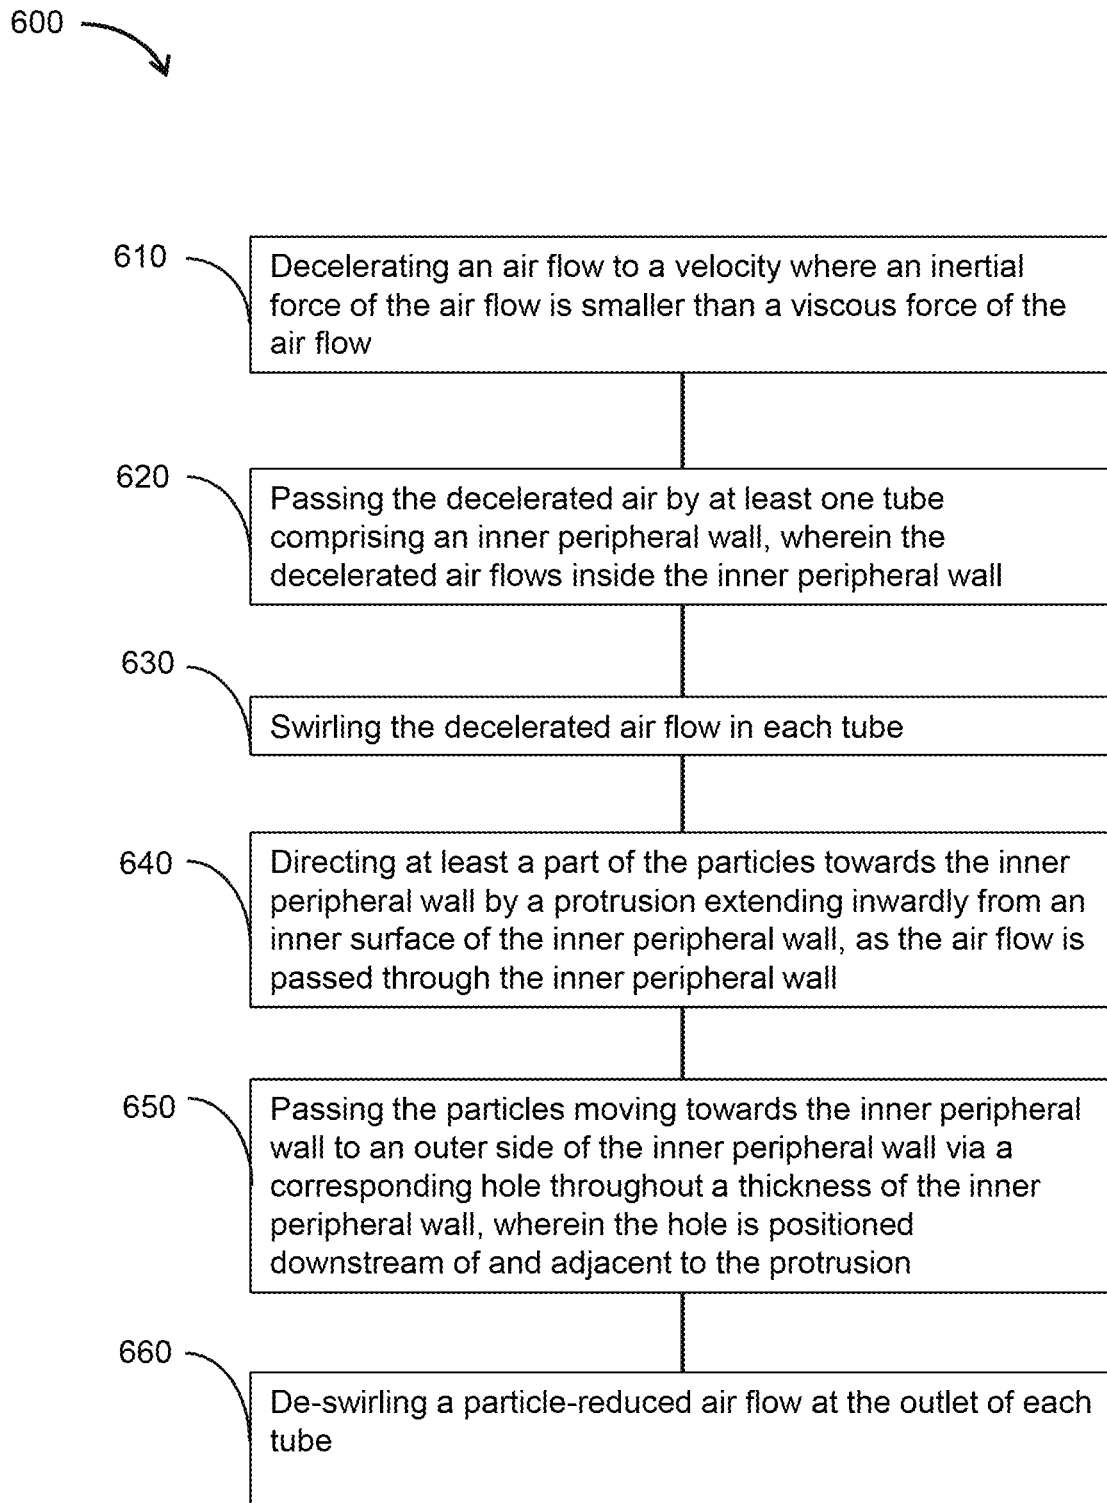 600
610
Decelerating an air flow to a velocity where an inertial
force of the air flow is smaller than a viscous force of the
air flow
620
Passing the decelerated air by at least one tube
comprising an inner peripheral wall, wherein the
decelerated air flows inside the inner peripheral wall
630
Swirling the decelerated air flow in each tube
640
Directing at least a part of the particles towards the inner
peripheral wall by a protrusion extending inwardly from an
inner surface of the inner peripheral wall, as the air flow is
passed through the inner peripheral wall
650
Passing the particles moving towards the inner peripheral
wall to an outer side of the inner peripheral wall via a
corresponding hole throughout a thickness of the inner
peripheral wall, wherein the hole is positioned
downstream of and adjacent to the protrusion
660
De-swirling a particle-reduced air flow at the outlet of each
tube